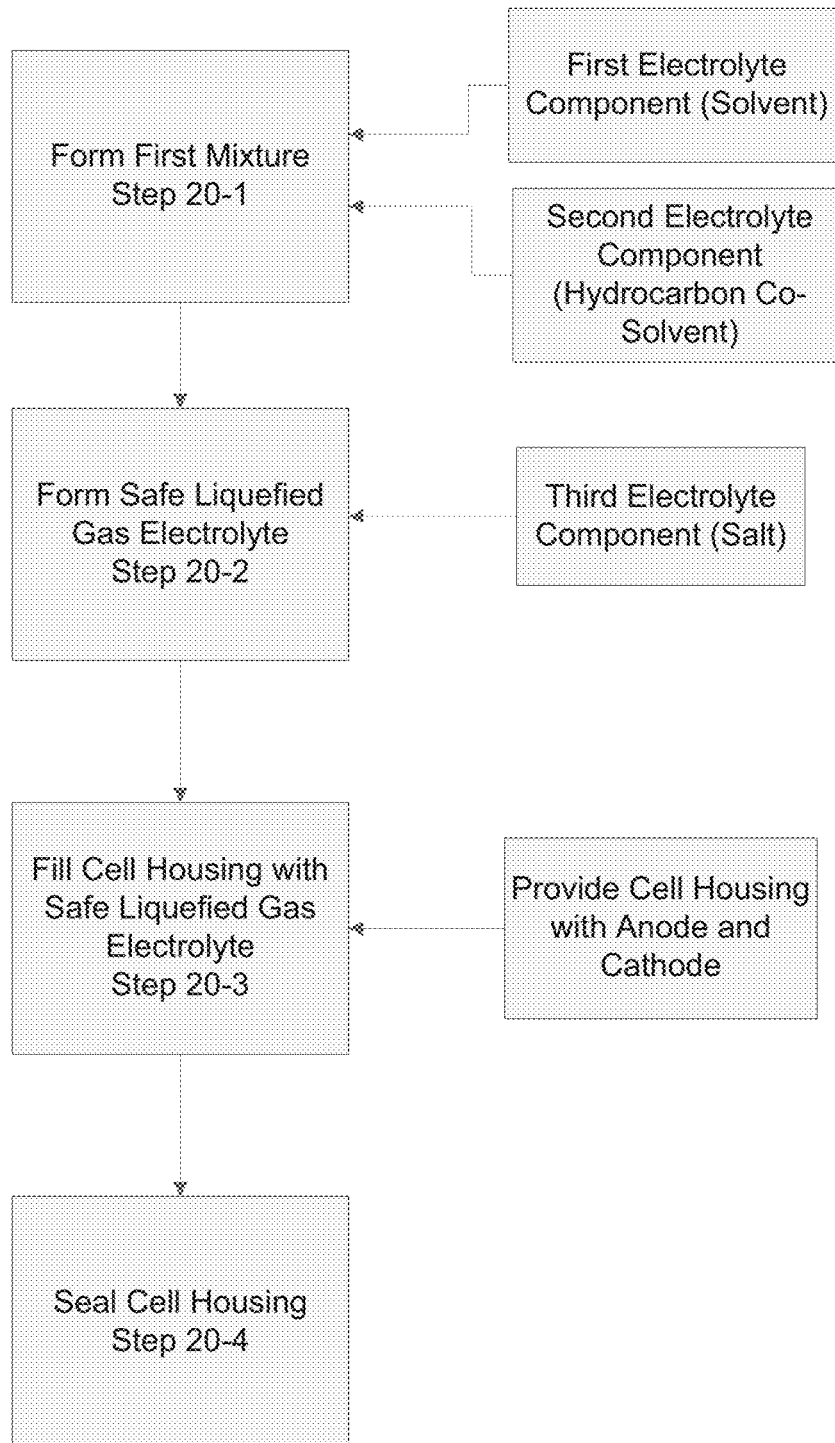 First Electrolyte
Component (Solvent)
Form First Mixture
Step 20-1
Second Electrolyte
Component
(Hydrocarbon Co-
Solvent)
Form Safe Liquefied
Gas Electrolyte
Step 20-2
Third Electrolyte
Component (Salt)
Fill Cell Housing with
Safe Liquefied Gas
Electrolyte
Step 20-3
Provide Cell Housing
with Anode and
Cathode
Seal Cell Housing
Step 20-4